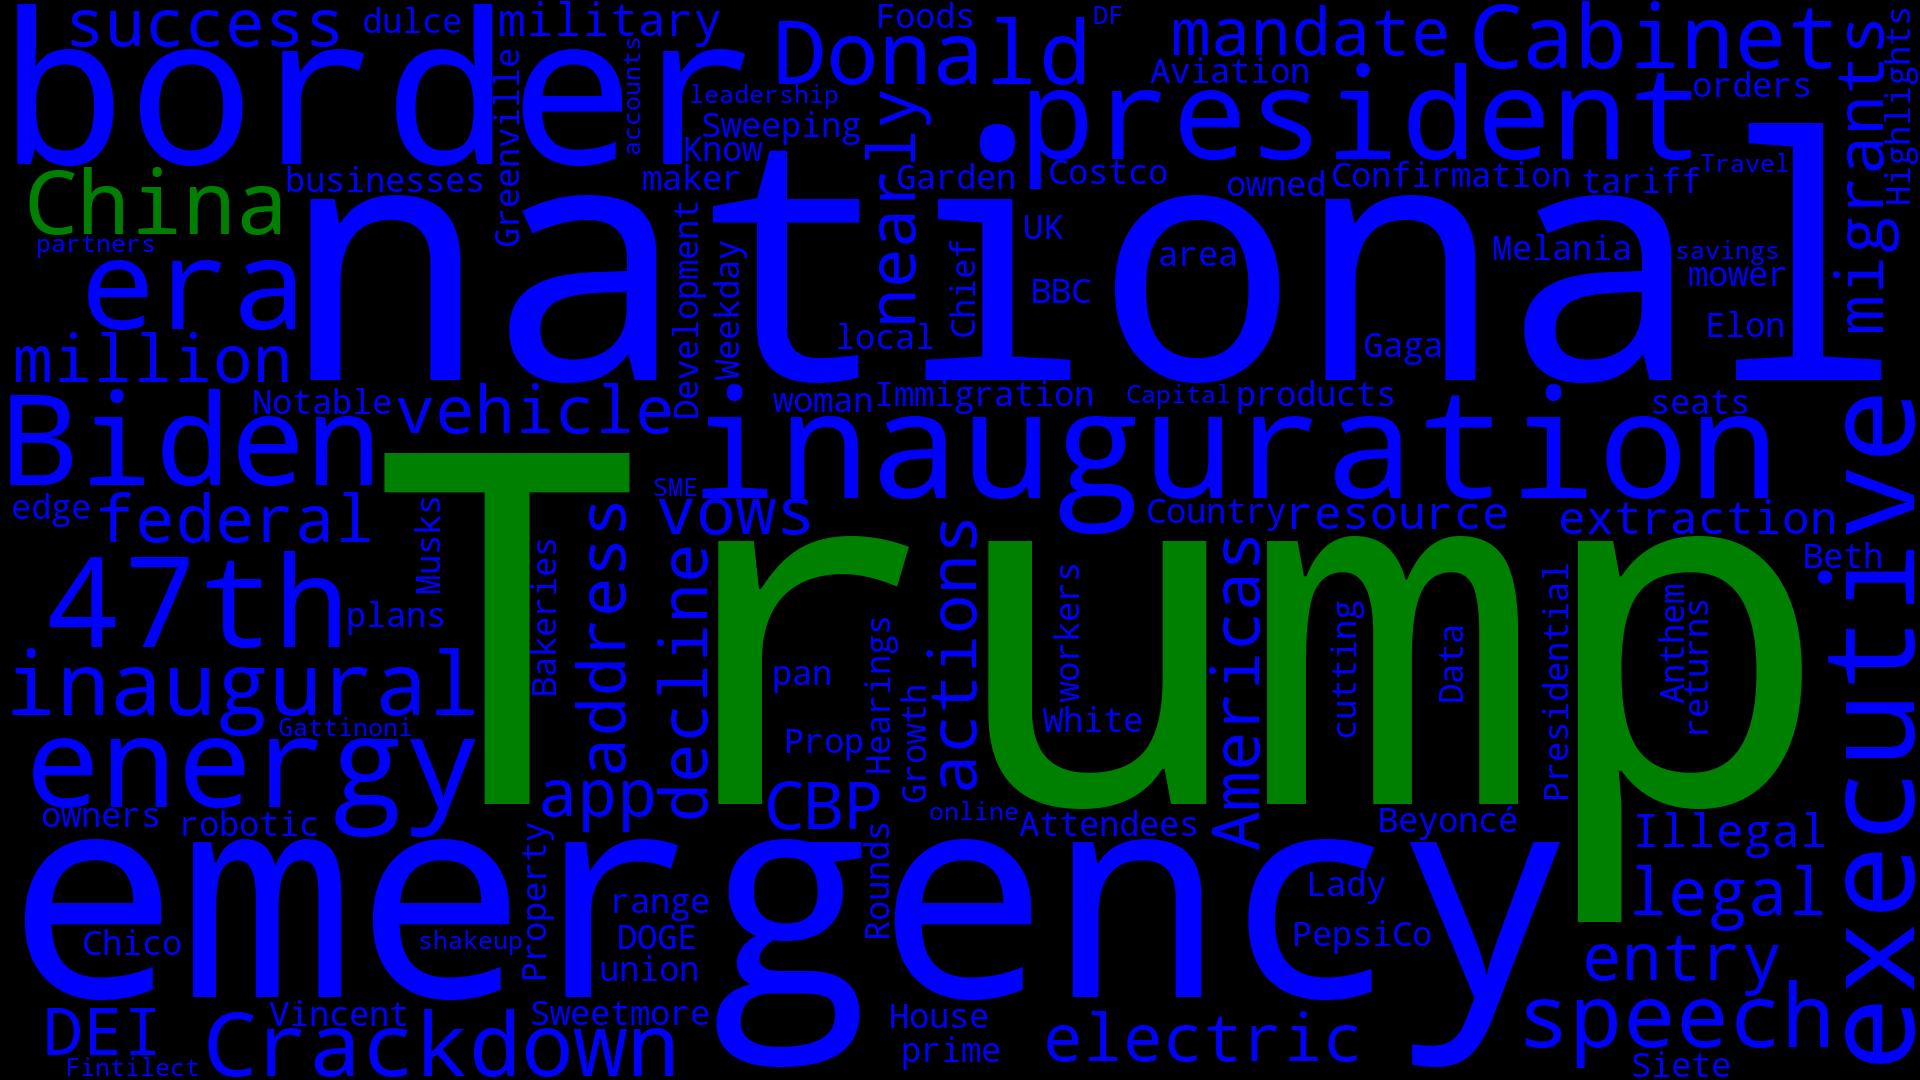 success
dulce
military
Foods
DF
Donald
mandate
Cabinet
border
accounts
Greenville
leadership
Sweeping
Know
maker
nearly
Aviation
president
orders
migrants
Highlights
China
businesses
Garden
Costco
owned
Confirmation
tariff
Travel
partners
era
national
Development
Weekday
Chief
UK
BBC
area
Melania
savings
mower
million
local
Gaga
Elon
Biden
Notable
vehicle
woman
Immigration
Capital
products
seats
inauguration
executive
edge
federal
Musks
SME
vows
Country
resource
extraction
Beth
47th
plans
Bakeries
address
decline
Trump
actions
workers
Americas
cutting
Data
Presidential
Anthem
returns
inaugural
Gattinoni
pan
Hearings
Prop
Growth
White
energy
owners
robotic
app
CBP
online
Attendees
Beyoncé
Illegal
emergency
Property
Rounds
range
Lady
legal
Chico
shakeup
DOGE
union
PepsiCo
entry
DEI
Vincent
Crackdown
Sweetmore
House
prime
electric
speech
Fintilect
Siete